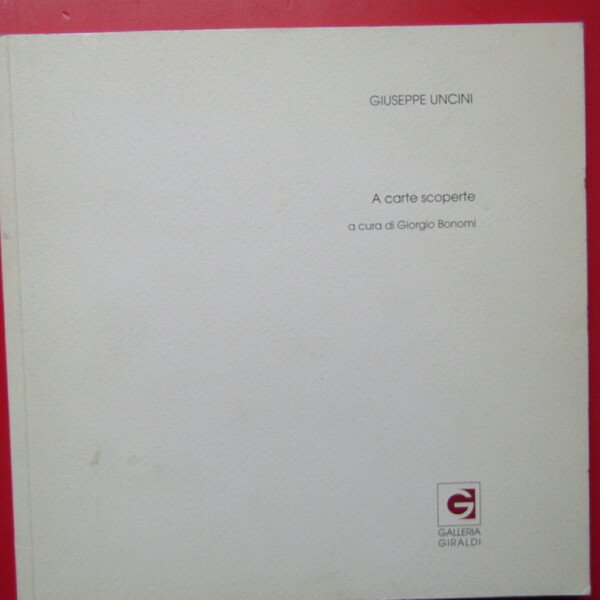 GIUSEPPE UNCINI
A carte scoperte
a cura di Giorgio Bonomi
G
GALLERIA
GIRALDI